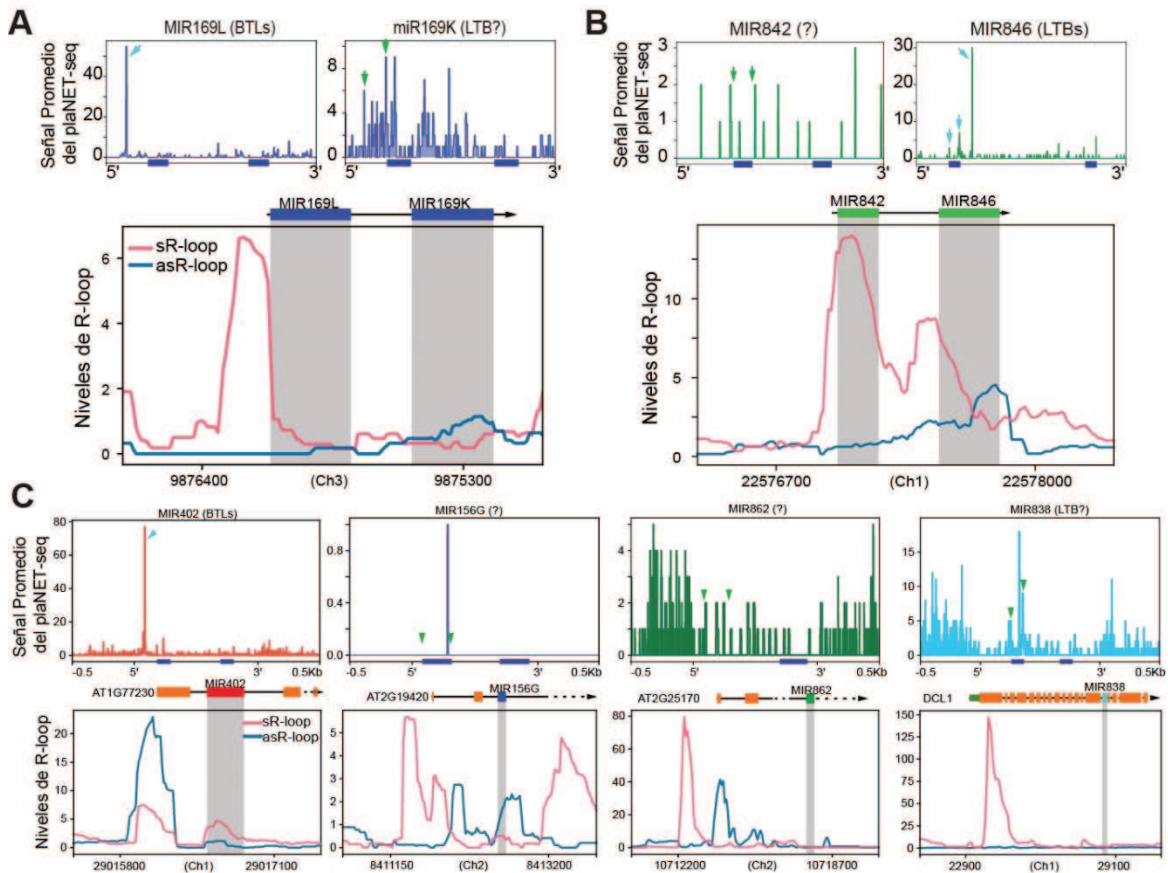 A
MIR169L (BTLs)
miR169K (LTB?)
Señal Promedio
del plaNET-seq
40
20
0
5'
3'
8
6
4
2
0
5'
3'
MIR169L
MIR169K
sR-loop
asR-loop
Niveles de R-loop
6
4
2
0
9876400
(Ch3)
9875300
B
MIR842 (?)
MIR846 (LTBs)
Señal Promedio
del plaNET-seq
3
2
1
0
5'
3'
30
20
10
0
5'
3'
MIR842
MIR846
Niveles de R-loop
10
5
0
22576700
(Ch1)
22578000
C
MIR402 (BTLs)
MIR156G (?)
MIR862 (?)
MIR838 (LTB?)
Señal Promedio
del plaNET-seq
80
60
40
20
0
-0.5
5'
3'
0.5Kb
0.8
0.4
0.0
-0.5
5'
3'
0.5Kb
4
2
0
-0.5
5'
3'
0.5Kb
15
10
5
0
-0.5
5'
3'
0.5Kb
AT1G77230
MIR402
AT2G19420
MIR156G
AT2G25170
MIR862
DCL1
MIR838
sR-loop
asR-loop
Niveles de R-loop
20
15
10
5
0
29015800
(Ch1)
29017100
6
5
4
3
2
1
0
8411150
(Ch2)
8413200
80
60
40
20
0
10712200
(Ch2)
10718700
150
125
100
75
50
25
0
22900
(Ch1)
29100